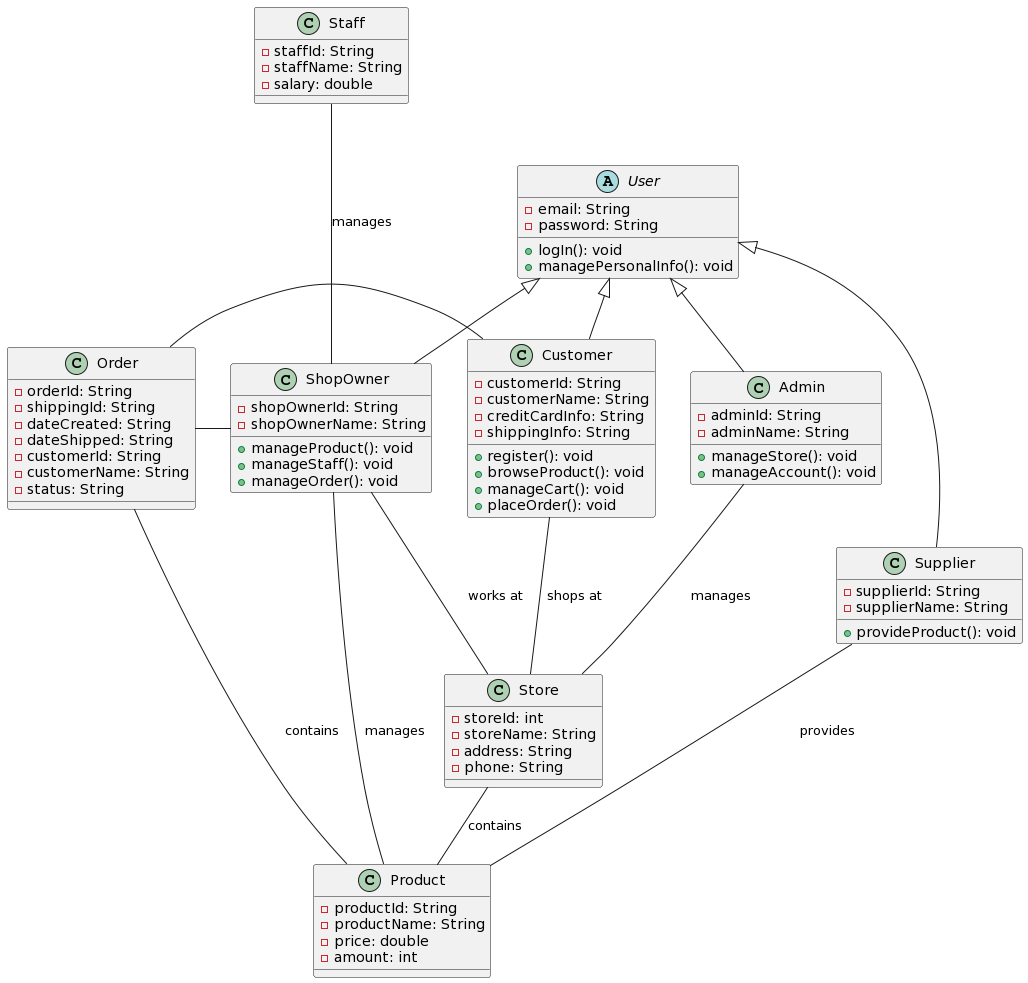 C Staff
staffId: String
staffName: String
salary: double
A User
email: String
password: String
logIn(): void
managePersonalInfo(): void
manages
C Order
orderId: String
shippingId: String
dateCreated: String
dateShipped: String
customerId: String
customerName: String
status: String
C ShopOwner
shopOwnerId: String
shopOwnerName: String
manageProduct(): void
manageStaff(): void
manageOrder(): void
C Customer
customerId: String
customerName: String
creditCardInfo: String
shippingInfo: String
register(): void
browseProduct(): void
manageCart(): void
placeOrder(): void
C Admin
adminId: String
adminName: String
manageStore(): void
manageAccount(): void
C Supplier
supplierId: String
supplierName: String
provideProduct(): void
works at
shops at
manages
C Store
storeId: int
storeName: String
address: String
phone: String
contains
manages
provides
contains
C Product
productId: String
productName: String
price: double
amount: int